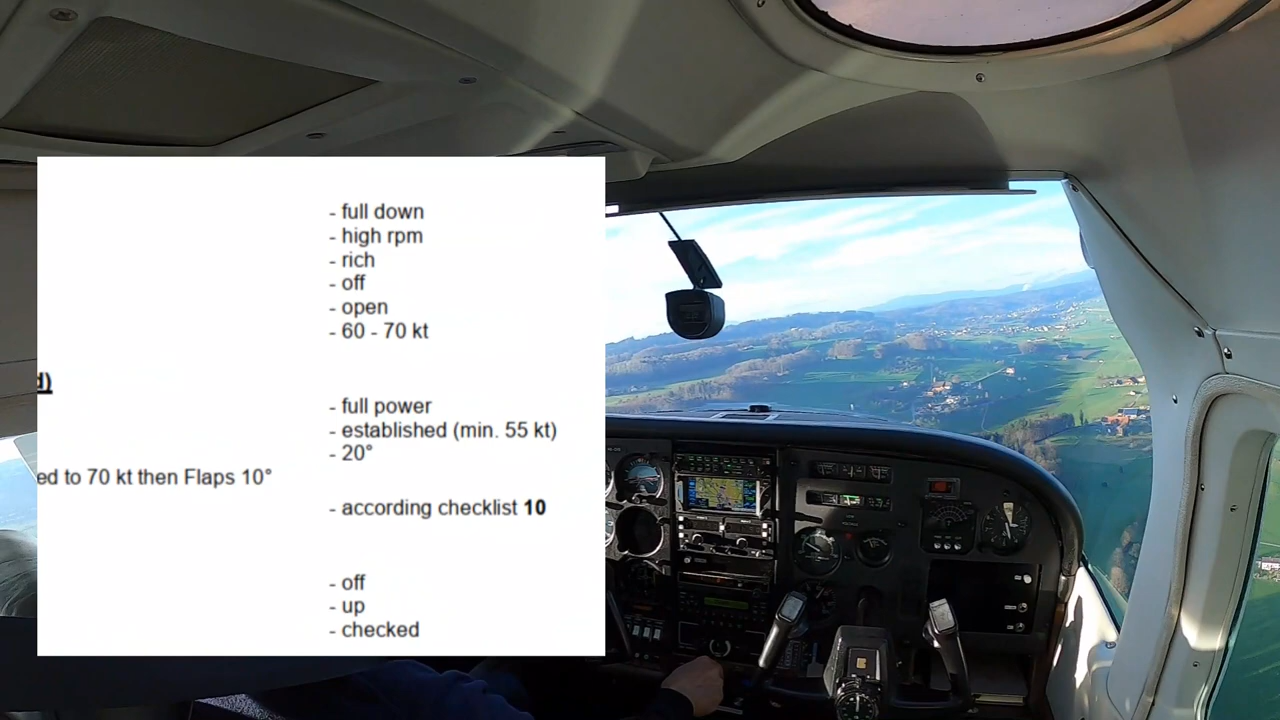 - full down
- high rpm
- rich
- off
- open
- 60 - 70 kt
d)
- full power
- established (min. 55 kt)
- 20°
ed to 70 kt then Flaps 10°
- according checklist 10
- off
- up
- checked